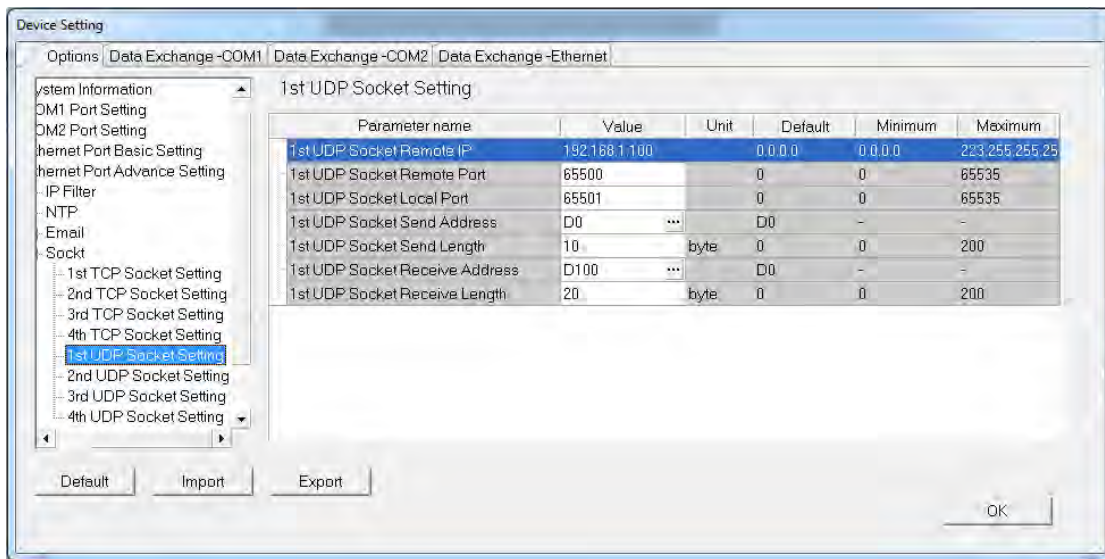 Device Setting
Options Data Exchange -COM1 Data Exchange -COM2 Data Exchange -Ethernet
ystem Information
OM1 Port Setting
OM2 Port Setting
hernet Port Basic Setting
hernet Port Advance Setting
IP Filter
NTP
Email
Sockt
1st TCP Socket Setting
2nd TCP Socket Setting
3rd TCP Socket Setting
4th TCP Socket Setting
1st UDP Socket Setting
2nd UDP Socket Setting
3rd UDP Socket Setting
4th UDP Socket Setting
1st UDP Socket Setting
Parameter name Value Unit Default Minimum Maximum
1st UDP Socket Remote IP 192.168.1.100 0.0.0.0 0.0.0.0 223.255.255.25
1st UDP Socket Remote Port 65500 0 0 65535
1st UDP Socket Local Port 65501 0 0 65535
1st UDP Socket Send Address D0 ... D0 - -
1st UDP Socket Send Length 10 byte 0 0 200
1st UDP Socket Receive Address D100 ... D0 - -
1st UDP Socket Receive Length 20 byte 0 0 200
Default Import Export
OK